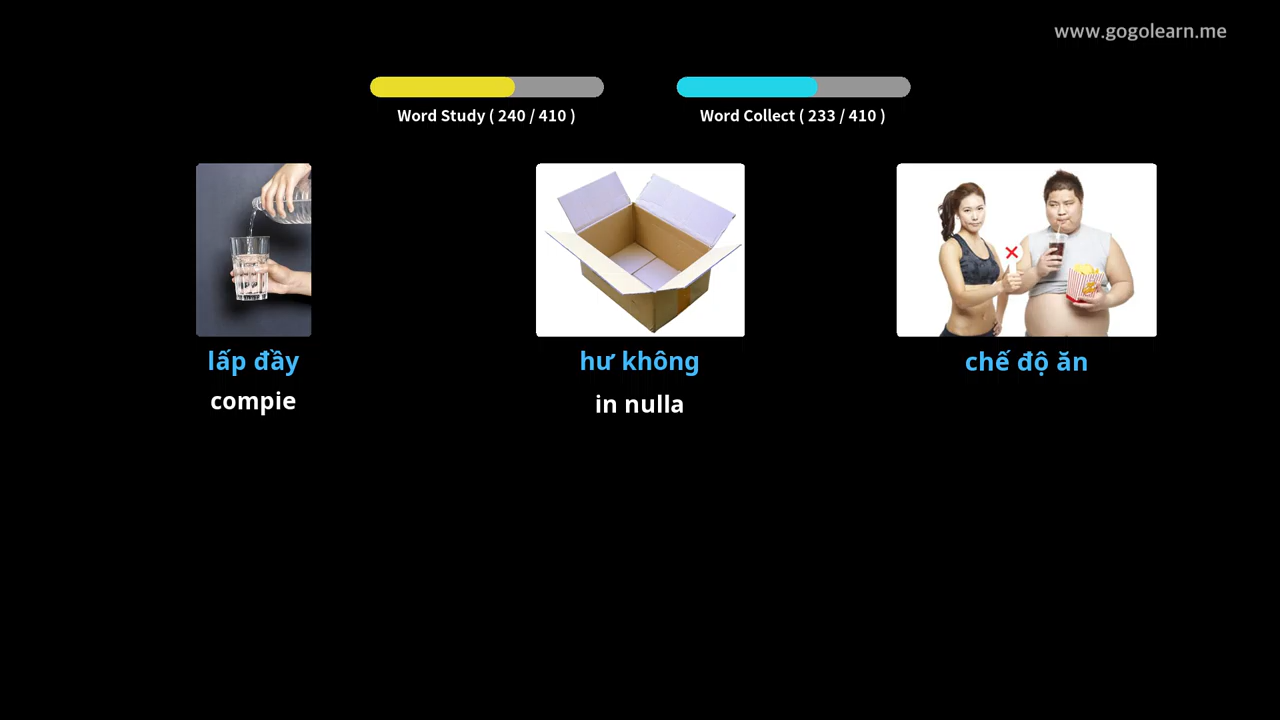 www.gogolearn.me
Word Study ( 240 / 410 )
Word Collect ( 233 / 410 )
lấp đầy
compie
hư không
in nulla
chế độ ăn